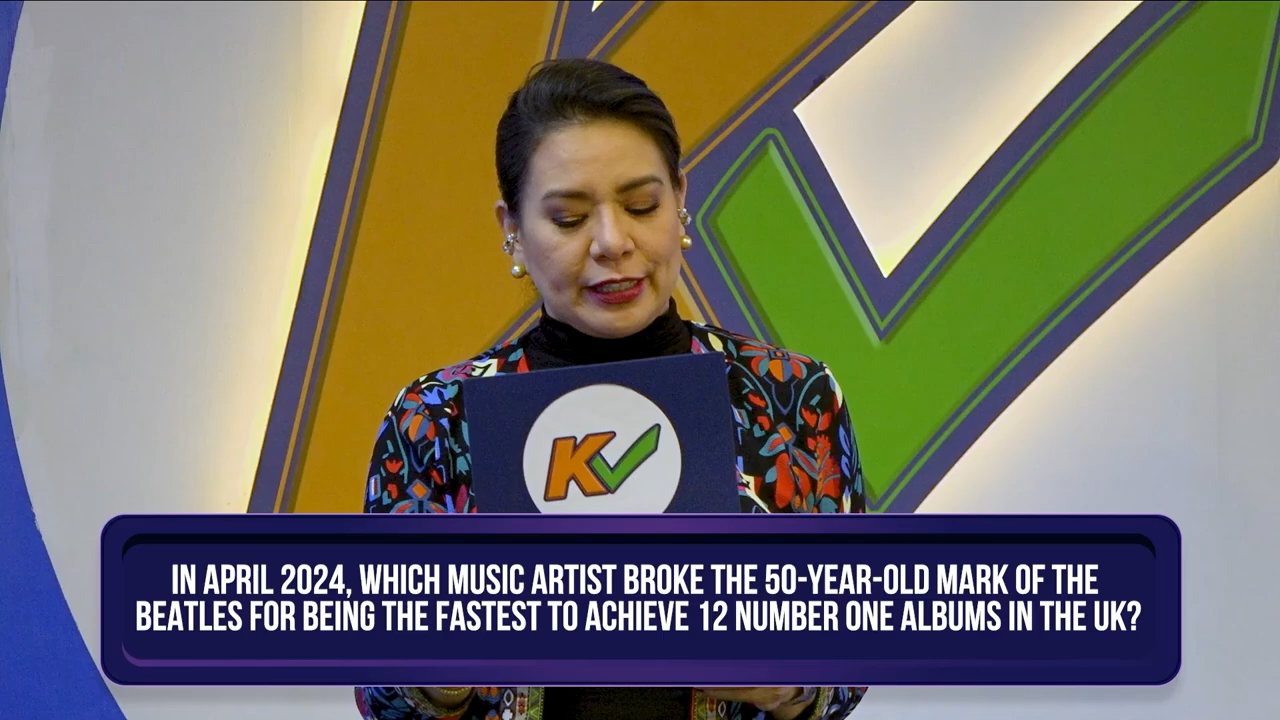 KV
IN APRIL 2024, WHICH MUSIC ARTIST BROKE THE 50-YEAR-OLD MARK OF THE
BEATLES FOR BEING THE FASTEST TO ACHIEVE 12 NUMBER ONE ALBUMS IN THE UK?